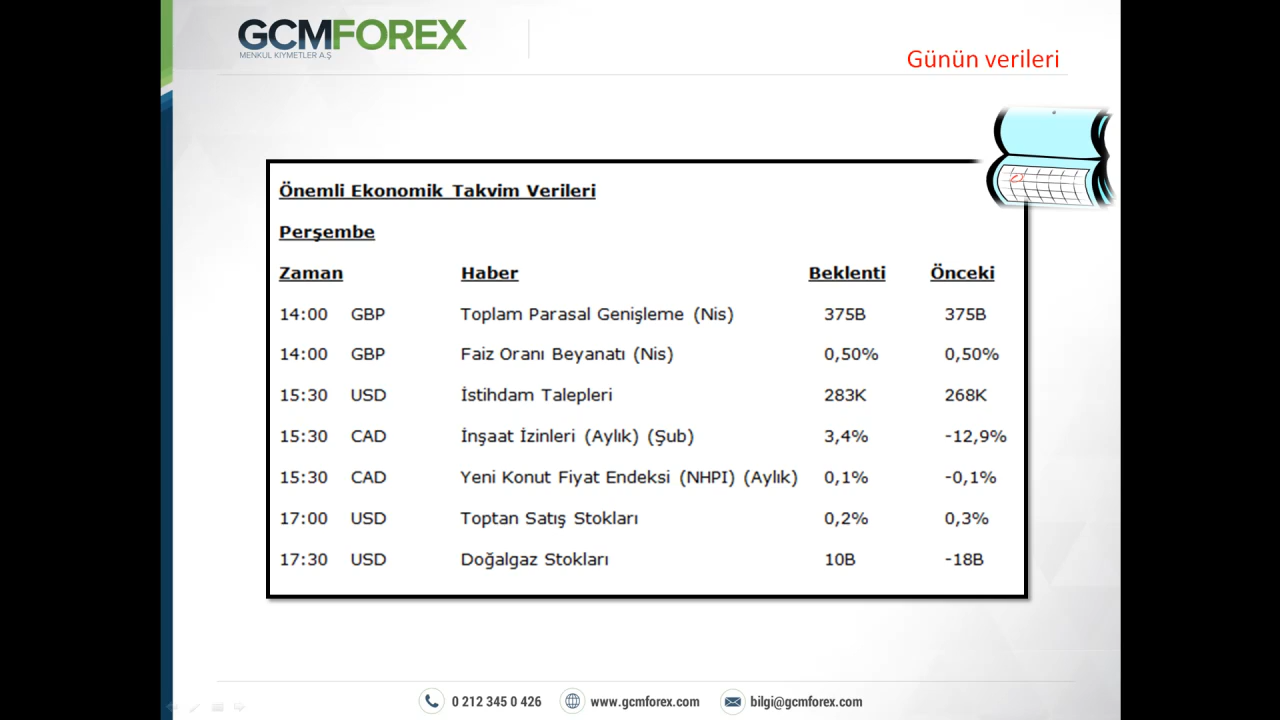 GCMFOREX
MENKUL KIYMETLER A.Ş
Günün verileri
Önemli Ekonomik Takvim Verileri
Perşembe
Zaman Haber Beklenti Önceki
14:00 GBP Toplam Parasal Genişleme (Nis) 375B 375B
14:00 GBP Faiz Oranı Beyanatı (Nis) 0,50% 0,50%
15:30 USD İstihdam Talepleri 283K 268K
15:30 CAD İnşaat İzinleri (Aylık) (Şub) 3,4% -12,9%
15:30 CAD Yeni Konut Fiyat Endeksi (NHPI) (Aylık) 0,1% -0,1%
17:00 USD Toptan Satış Stokları 0,2% 0,3%
17:30 USD Doğalgaz Stokları 10B -18B
0 212 345 0 426 www.gcmforex.com bilgi@gcmforex.com